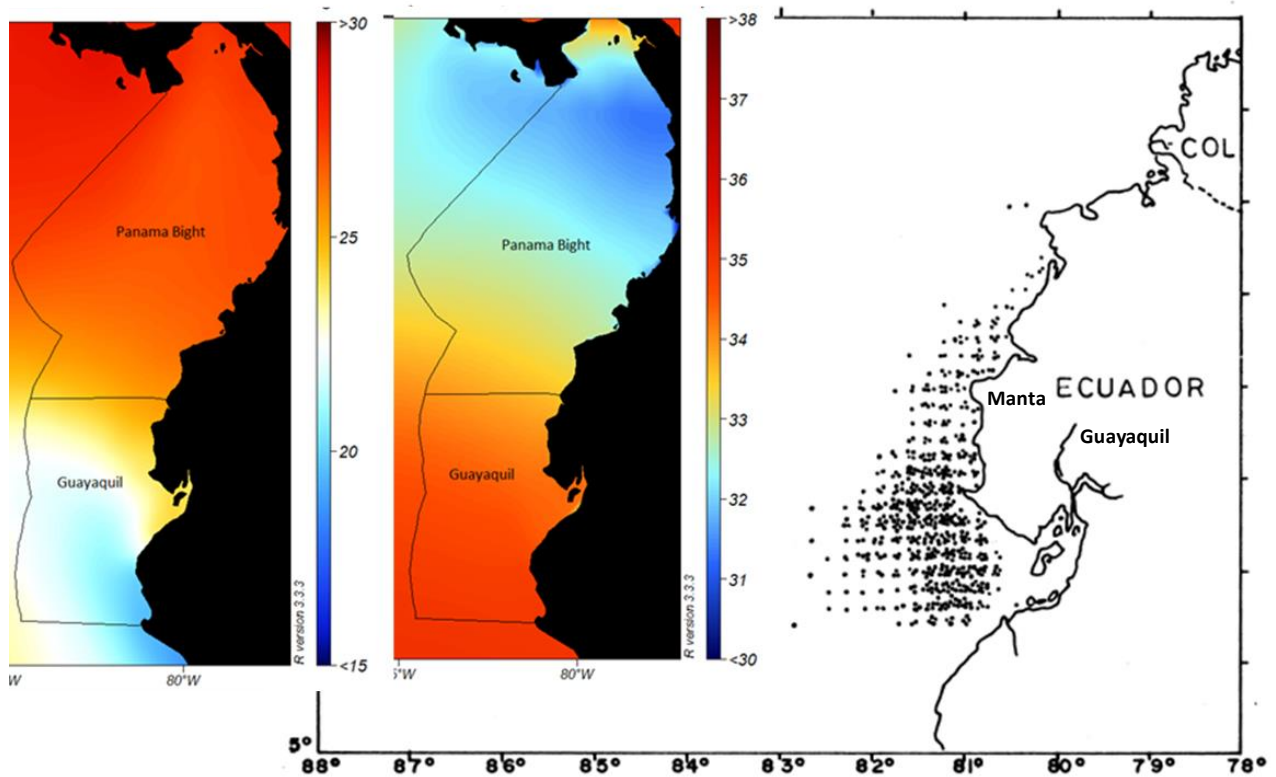 >30
25
20
<15
Panama Bight
Guayaquil
R version 3.3.3
W
80°W
>38
37
36
35
34
33
32
31
<30
Panama Bight
Guayaquil
R version 3.3.3
5°W
80°W
COL
ECUADOR
Manta
Guayaquil
5°
88° 87° 86° 85° 84° 83° 82° 81° 80° 79° 78°